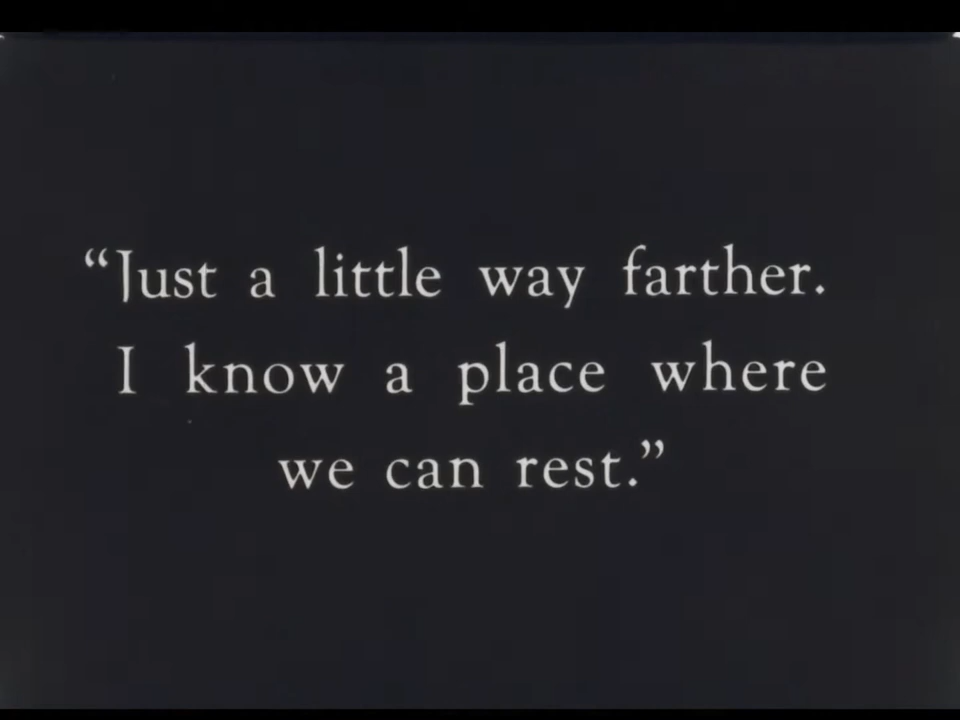 “Just a little way farther.
I know a place where
we can rest.”